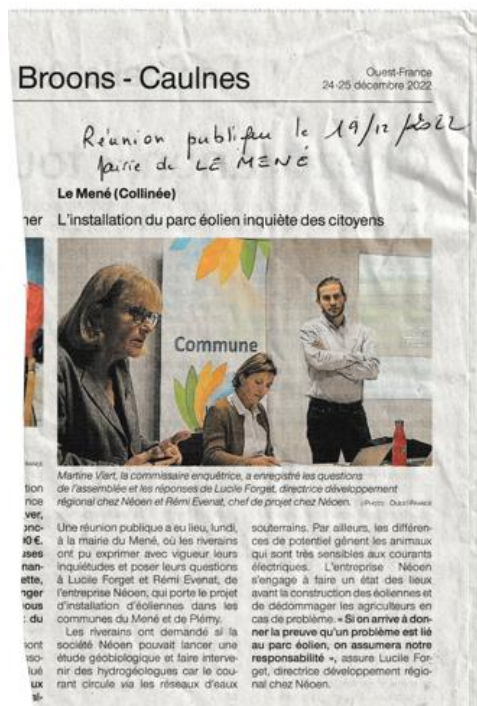 Broons - Caulnes
Ouest-France
24-25 décembre 2022
Réunion le 19/12/2022
Mairie de LE MENÉ
Le Mené (Collinée)
L'installation du parc éolien inquiète des citoyens
Commune
Martine Viart, la commissaire enquêtrice, a enregistré les questions
de l'assemblée et les réponses de Lucile Forget, directrice développement
régional chez Néoen et Rémi Evenat, chef de projet chez Néoen.
Photo : Ouest-France
Une réunion publique a eu lieu, lundi,
à la mairie du Mené, où les riverains
ont pu exprimer avec vigueur leurs
inquiétudes et poser leurs questions
à Lucile Forget et Rémi Evenat, de
l'entreprise Néoen, qui porte le projet
d'installation d'éoliennes dans les
communes du Mené et de Plémy.
Les riverains ont demandé si la
société Néoen pouvait lancer une
étude géobiologique et faire interve-
nir des hydrogéologues car le cou-
rant circule via les réseaux d'eaux
souterrains. Par ailleurs, les différen-
ces de potentiel gênent les animaux
qui sont très sensibles aux courants
électriques. L'entreprise Néoen
s'engage à faire un état des lieux
avant la construction des éoliennes et
de dédommager les agriculteurs en
cas de problème. « Si on arrive à don-
ner la preuve qu'un problème est lié
au parc éolien, on assumera notre
responsabilité », assure Lucile For-
get, directrice développement régio-
nal chez Néoen.